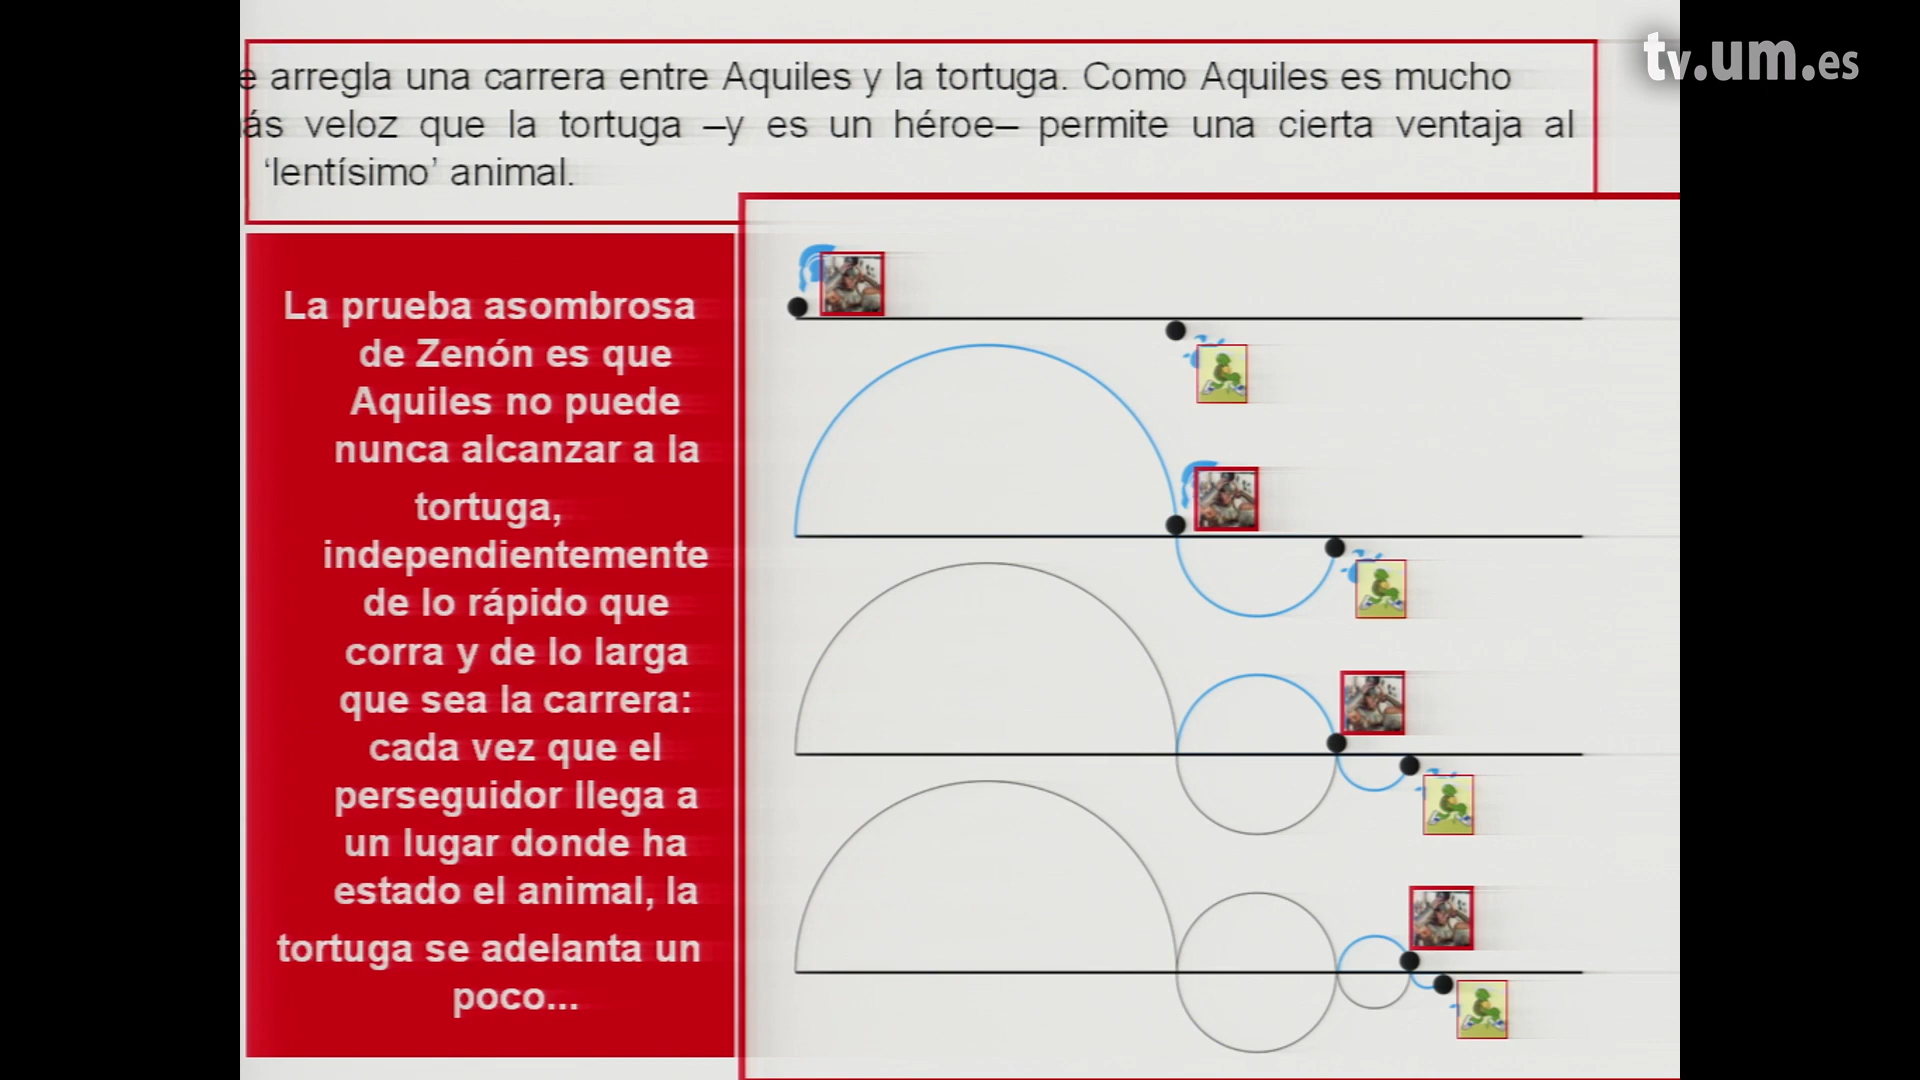 arregla una carrera entre Aquiles y la tortuga. Como Aquiles es mucho
ás veloz que la tortuga –y es un héroe– permite una cierta ventaja al
‘lentísimo’ animal.
tv.um.es
La prueba asombrosa
de Zenón es que
Aquiles no puede
nunca alcanzar a la
tortuga,
independientemente
de lo rápido que
corra y de lo larga
que sea la carrera:
cada vez que el
perseguidor llega a
un lugar donde ha
estado el animal, la
tortuga se adelanta un
poco...